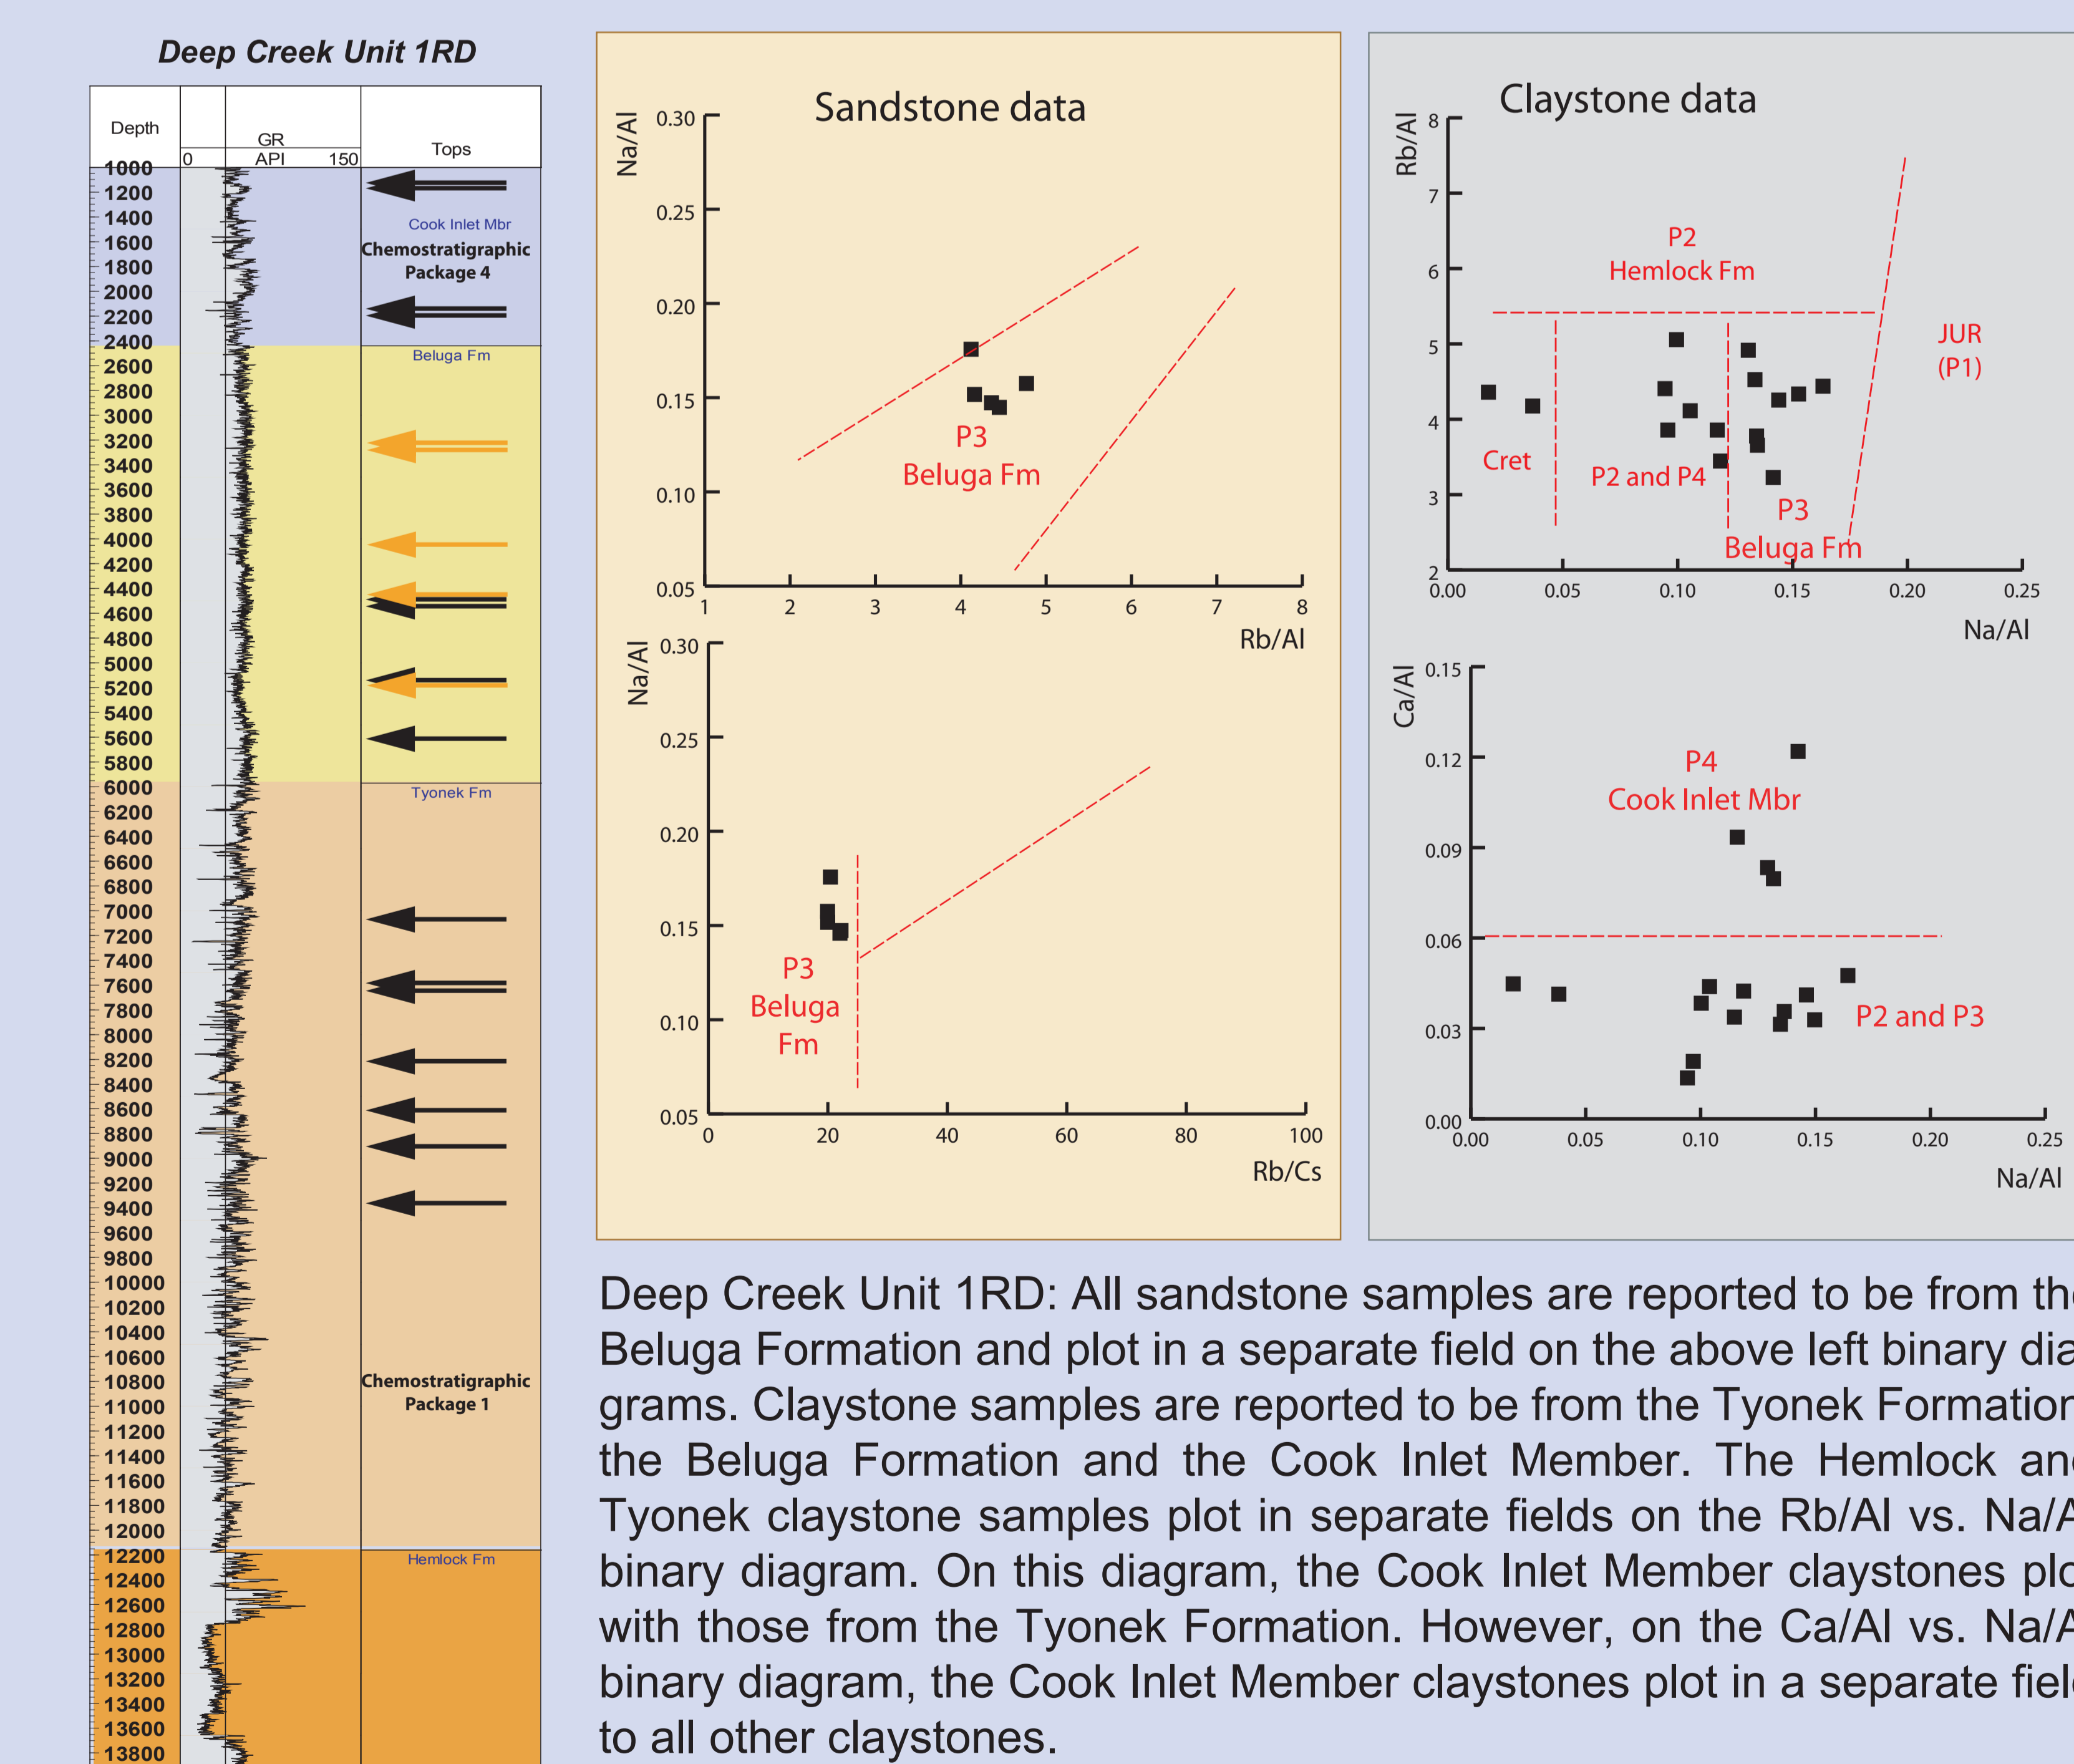 Deep Creek Unit 1RD
Depth
GR
0 API 150
Tops
1000
1200
1400
1600
1800
2000
2200
2400
2600
2800
3000
3200
3400
3600
3800
4000
4200
4400
4600
4800
5000
5200
5400
5600
5800
6000
6200
6400
6600
6800
7000
7200
7400
7600
7800
8000
8200
8400
8600
8800
9000
9200
9400
9600
9800
10000
10200
10400
10600
10800
11000
11200
11400
11600
11800
12000
12200
12400
12600
12800
13000
13200
13400
13600
13800
Cook Inlet Mbr
Chemostratigraphic
Package 4
Beluga Fm
Tyonek Fm
Chemostratigraphic
Package 1
Hemlock Fm
Sandstone data
Na/Al
0.30
0.25
0.20
0.15
0.10
0.05
P3
Beluga Fm
1 2 3 4 5 6 7 8
Rb/Al
Na/Al
0.30
0.25
0.20
0.15
0.10
0.05
P3
Beluga
Fm
0 20 40 60 80 100
Rb/Cs
Claystone data
Rb/Al
8
7
6
5
4
3
2
P2
Hemlock Fm
JUR
(P1)
Cret
P2 and P4
P3
Beluga Fm
0.00 0.05 0.10 0.15 0.20 0.25
Na/Al
Ca/Al
0.15
0.12
0.09
0.06
0.03
0.00
P4
Cook Inlet Mbr
P2 and P3
0.00 0.05 0.10 0.15 0.20 0.25
Na/Al
Deep Creek Unit 1RD: All sandstone samples are reported to be from the
Beluga Formation and plot in a separate field on the above left binary dia
grams. Claystone samples are reported to be from the Tyonek Formation
the Beluga Formation and the Cook Inlet Member. The Hemlock and
Tyonek claystone samples plot in separate fields on the Rb/Al vs. Na/A
binary diagram. On this diagram, the Cook Inlet Member claystones plo
with those from the Tyonek Formation. However, on the Ca/Al vs. Na/A
binary diagram, the Cook Inlet Member claystones plot in a separate field
to all other claystones.